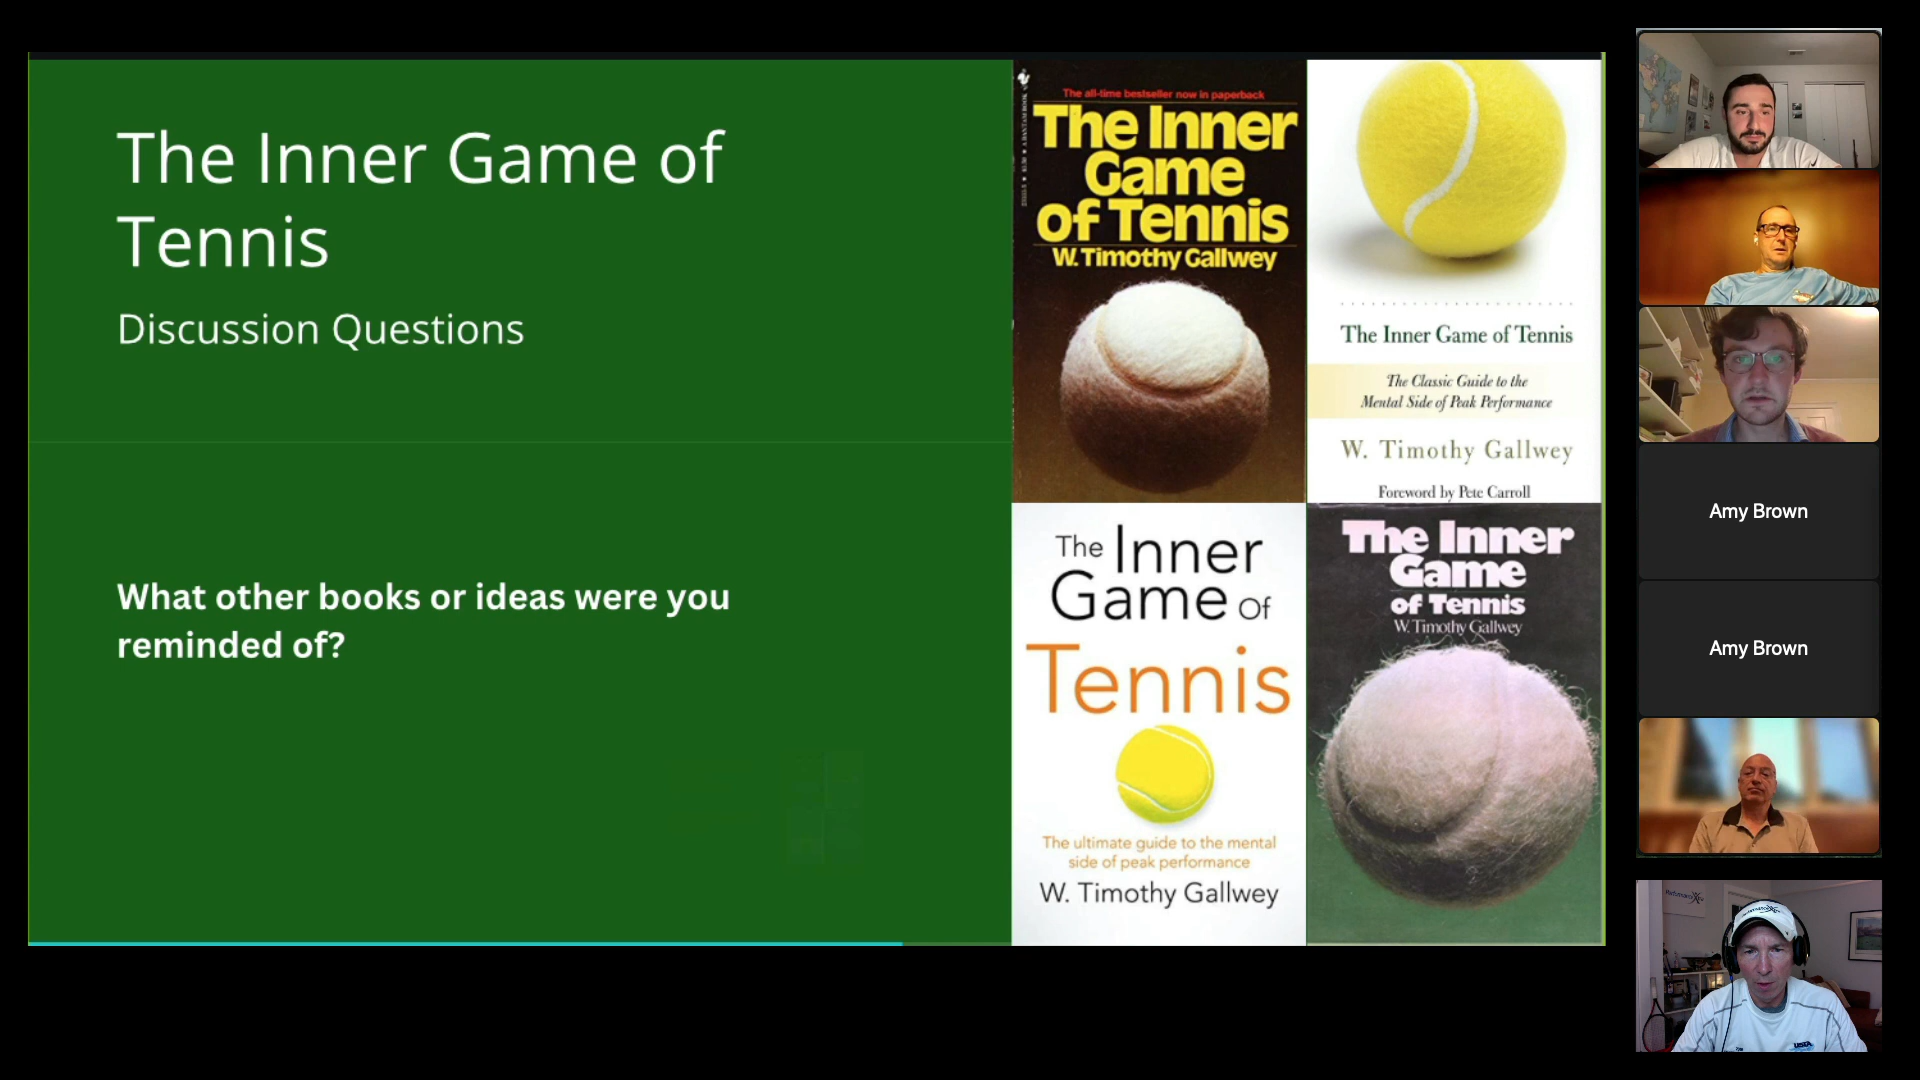 The Inner Game of
Tennis
Discussion Questions
What other books or ideas were you
reminded of?
The all-time bestseller now in paperback
The Inner
Game
of Tennis
W. Timothy Gallwey
The Inner Game of Tennis
The Classic Guide to the
Mental Side of Peak Performance
W. Timothy Gallwey
Foreword by Pete Carroll
The Inner
Game Of
Tennis
The ultimate guide to the mental
side of peak performance
W. Timothy Gallwey
The Inner
Game
of Tennis
W. Timothy Gallwey
Amy Brown
Amy Brown
USTA